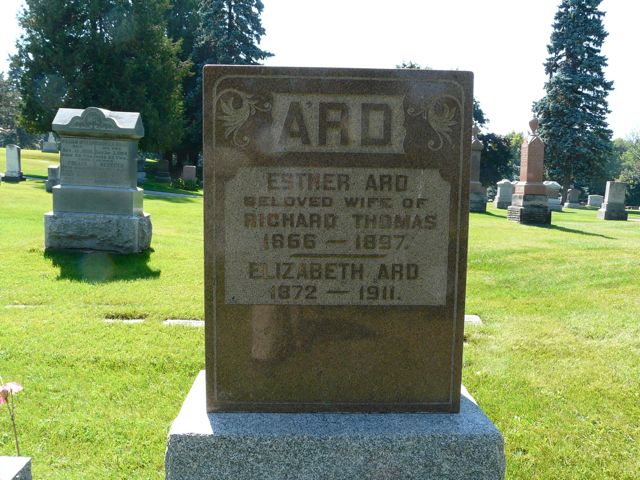 ARD
ESTHER ARD
BELOVED WIFE OF
RICHARD THOMAS
1866 — 1897.
ELIZABETH ARD
1872 — 1911.